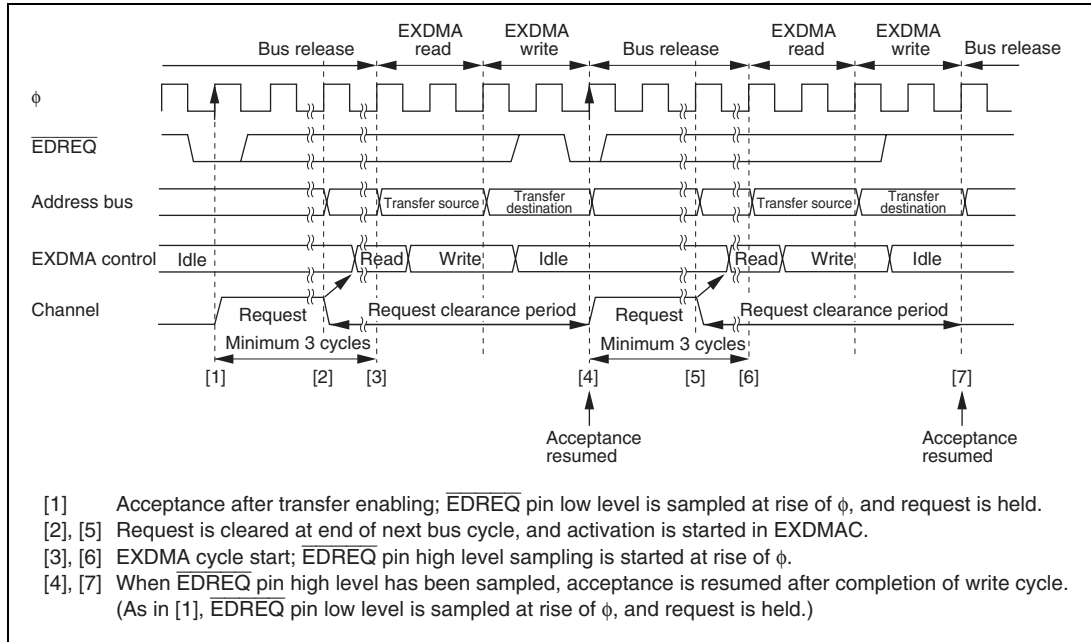 Bus release EXDMA read EXDMA write Bus release EXDMA read EXDMA write Bus release
φ
EDREQ
Address bus Transfer source Transfer destination Transfer source Transfer destination
EXDMA control Idle Read Write Idle Read Write Idle
Channel Request Request clearance period Request Request clearance period
Minimum 3 cycles Minimum 3 cycles
[1] [2] [3] [4] [5] [6] [7]
Acceptance resumed Acceptance resumed
[1] Acceptance after transfer enabling; EDREQ pin low level is sampled at rise of φ, and request is held.
[2], [5] Request is cleared at end of next bus cycle, and activation is started in EXDMAC.
[3], [6] EXDMA cycle start; EDREQ pin high level sampling is started at rise of φ.
[4], [7] When EDREQ pin high level has been sampled, acceptance is resumed after completion of write cycle.
(As in [1], EDREQ pin low level is sampled at rise of φ, and request is held.)